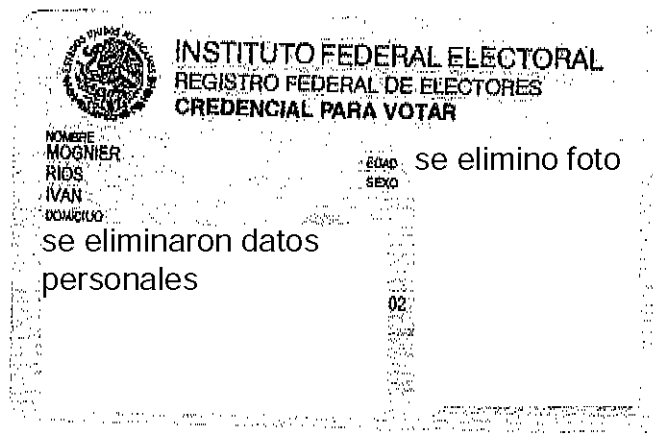 INSTITUTO FEDERAL ELECTORAL
REGISTRO FEDERAL DE ELECTORES
CREDENCIAL PARA VOTAR
NOMBRE
MOGNIER
RIOS
IVAN
DOMICILIO
EDAD
SEXO
se elimino foto
se eliminaron datos
personales
02